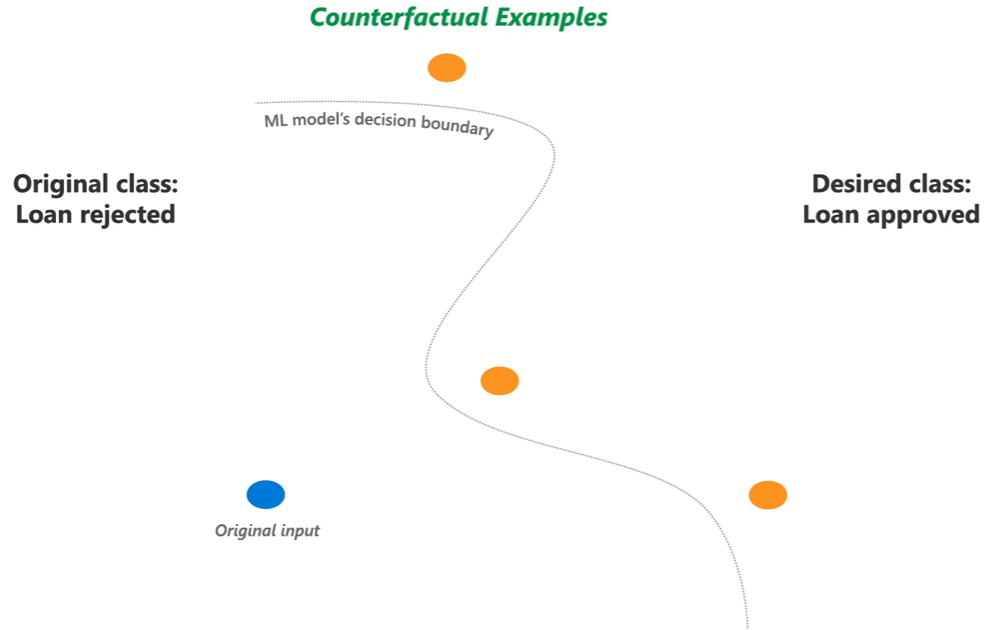 Counterfactual Examples
ML model's decision boundary
Original class:
Loan rejected
Desired class:
Loan approved
Original input